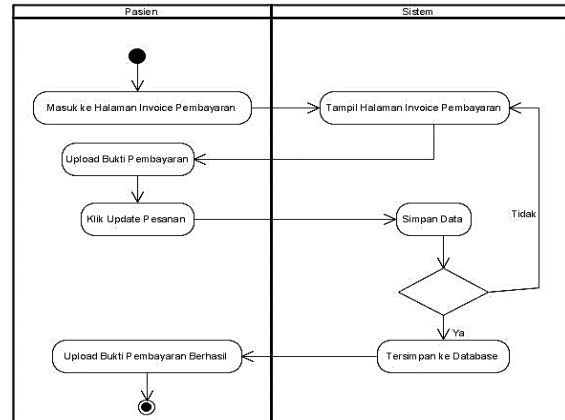 Pasien
Sistem
Masuk ke Halaman Invoice Pembayaran
Tampil Halaman Invoice Pembayaran
Upload Bukti Pembayaran
Klik Update Pesanan
Simpan Data
Tidak
Ya
Upload Bukti Pembayaran Berhasil
Tersimpan ke Database